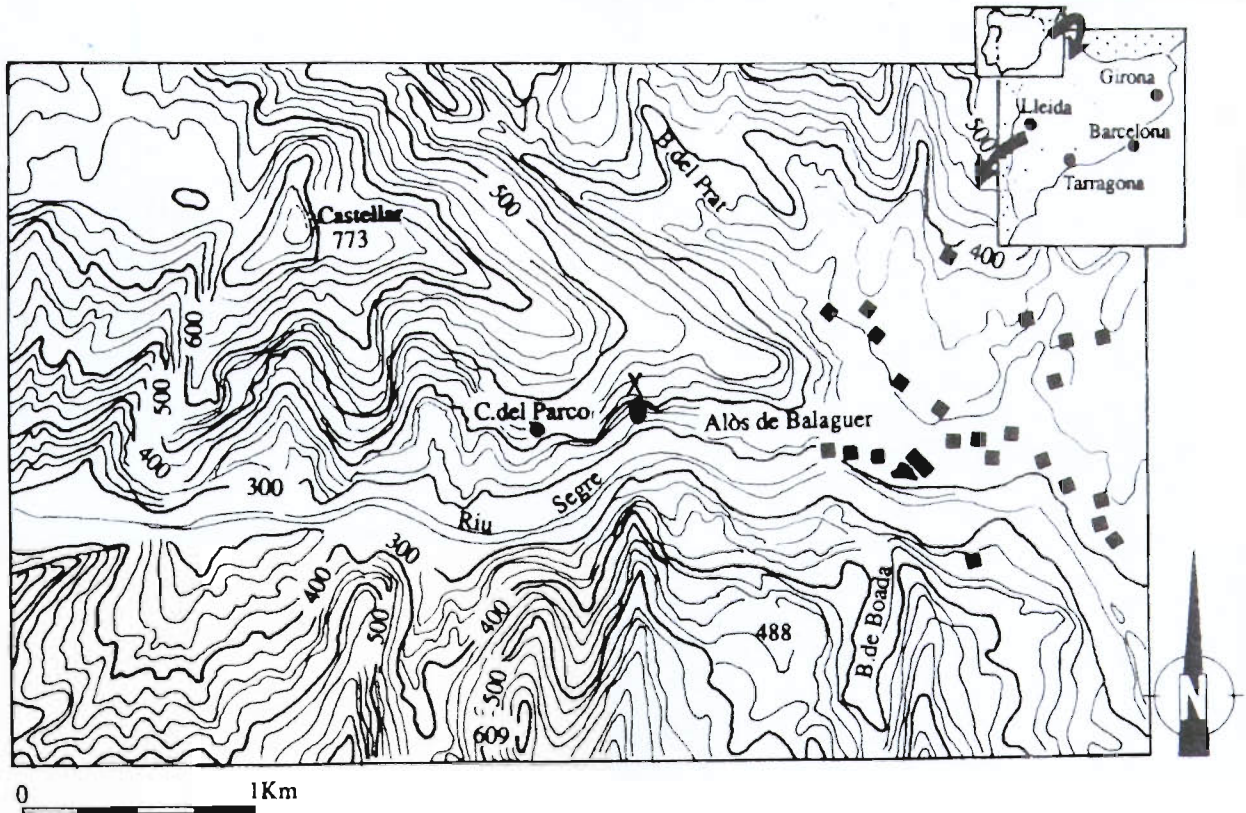 Girona
Lleida
Barcelona
Tarragona
500
400
B. del Prat
500
Castellar
773
600
500
400
C. del Parco
X
Alòs de Balaguer
300
Riu Segre
300
400
500
400
500
609
488
B. de Boada
N
0 1Km